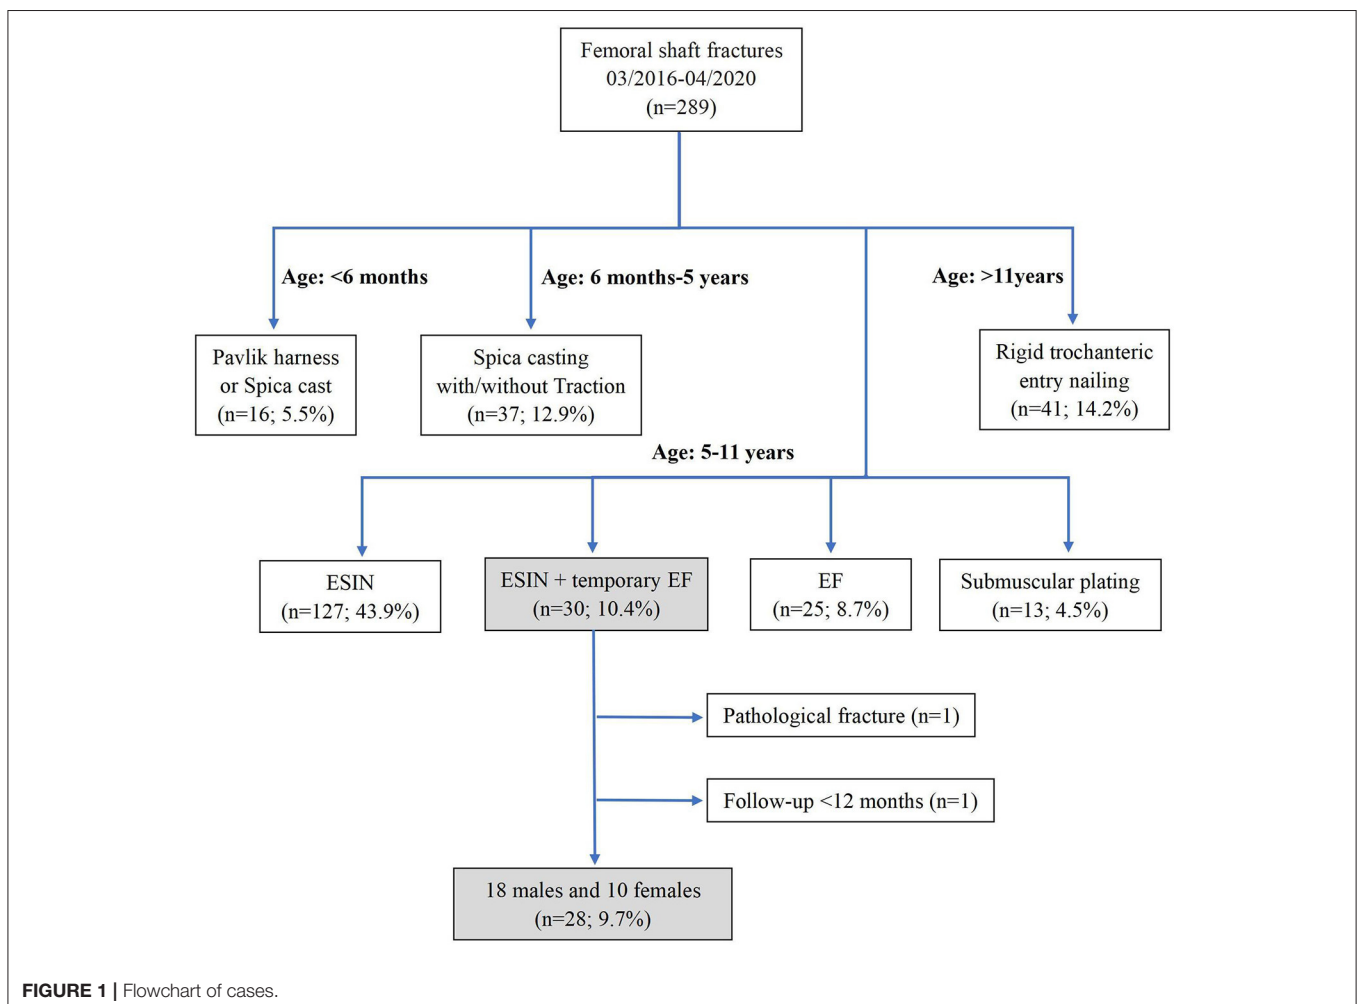 Femoral shaft fractures
03/2016-04/2020
(n=289)
Age: <6 months
Age: 6 months-5 years
Age: >11years
Pavlik harness
or Spica cast
(n=16; 5.5%)
Spica casting
with/without Traction
(n=37; 12.9%)
Rigid trochanteric
entry nailing
(n=41; 14.2%)
Age: 5-11 years
ESIN
(n=127; 43.9%)
ESIN + temporary EF
(n=30; 10.4%)
EF
(n=25; 8.7%)
Submuscular plating
(n=13; 4.5%)
Pathological fracture (n=1)
Follow-up <12 months (n=1)
18 males and 10 females
(n=28; 9.7%)
FIGURE 1 | Flowchart of cases.